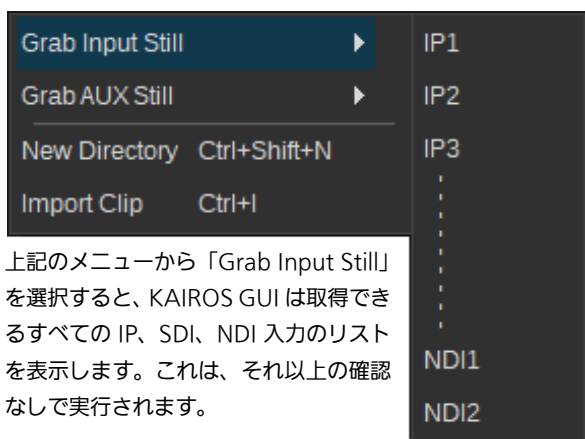 Grab Input Still
Grab AUX Still
New Directory Ctrl+Shift+N
Import Clip Ctrl+I
IP1
IP2
IP3
NDI1
NDI2
上記のメニューから「Grab Input Still」
を選択すると、KAIROS GUI は取得でき
るすべての IP、SDI、NDI 入力のリスト
を表示します。これは、それ以上の確認
なしで実行されます。